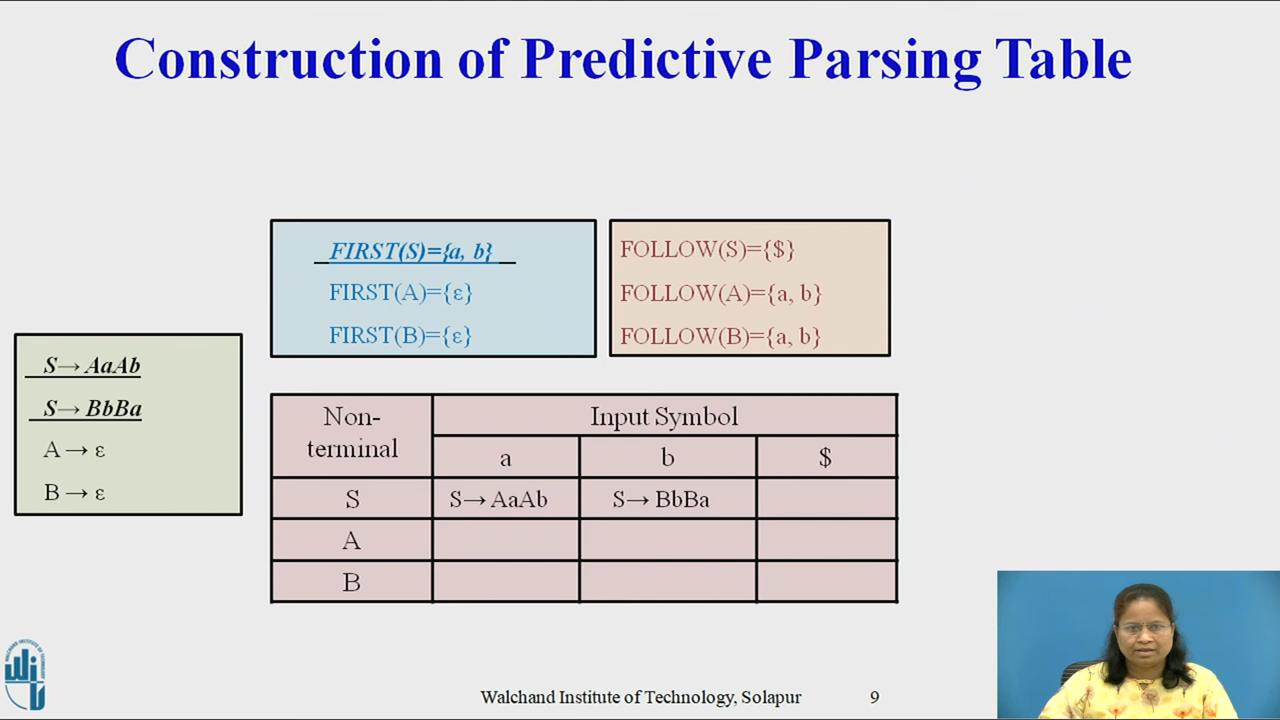 Construction of Predictive Parsing Table
FIRST(S)={a, b}
FIRST(A)={ε}
FIRST(B)={ε}
FOLLOW(S)={$}
FOLLOW(A)={a, b}
FOLLOW(B)={a, b}
S→ AaAb
S→ BbBa
A → ε
B → ε
Non-
terminal
Input Symbol
a b $
S S→ AaAb S→ BbBa
A
B
Walchand Institute of Technology, Solapur 9